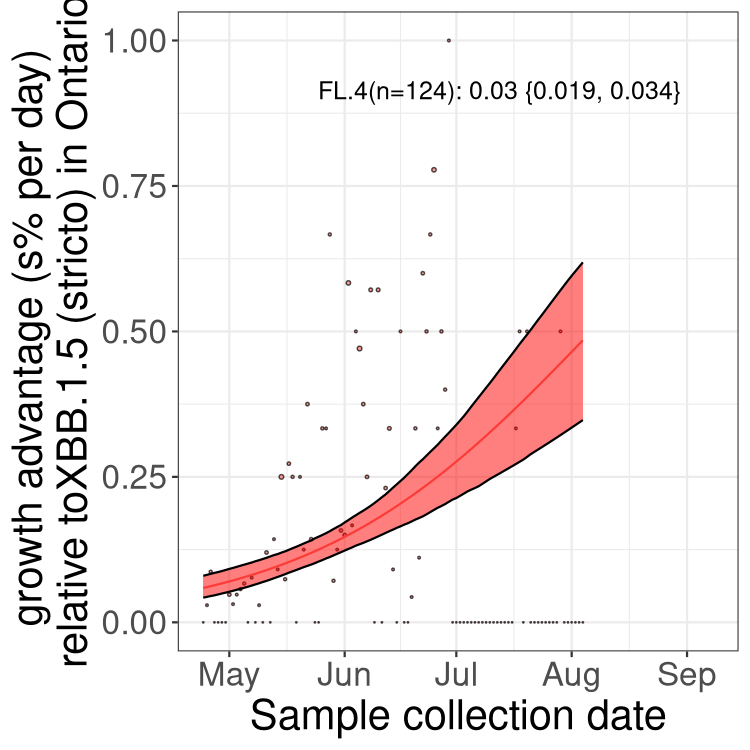 growth advantage (s% per day)
relative toXBB.1.5 (stricto) in Ontario
1.00
0.75
0.50
0.25
0.00
FL.4(n=124): 0.03 {0.019, 0.034}
May Jun Jul Aug Sep
Sample collection date